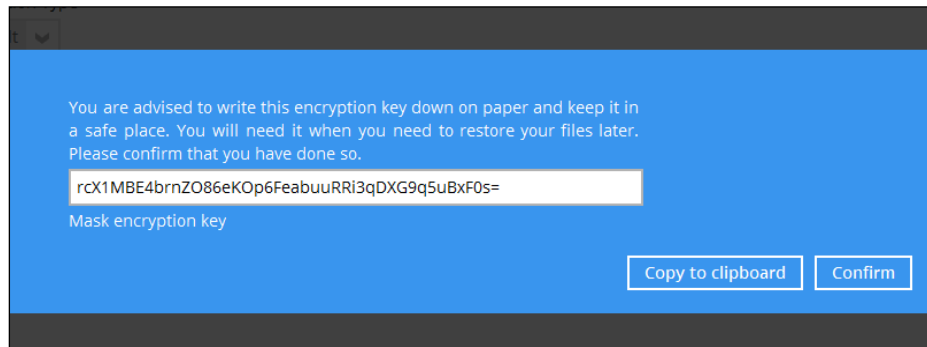 You are advised to write this encryption key down on paper and keep it in
a safe place. You will need it when you need to restore your files later.
Please confirm that you have done so.
rcX1MBE4brnZO86eKOp6FeabuuRRi3qDXG9q5uBxF0s=
Mask encryption key
Copy to clipboard Confirm